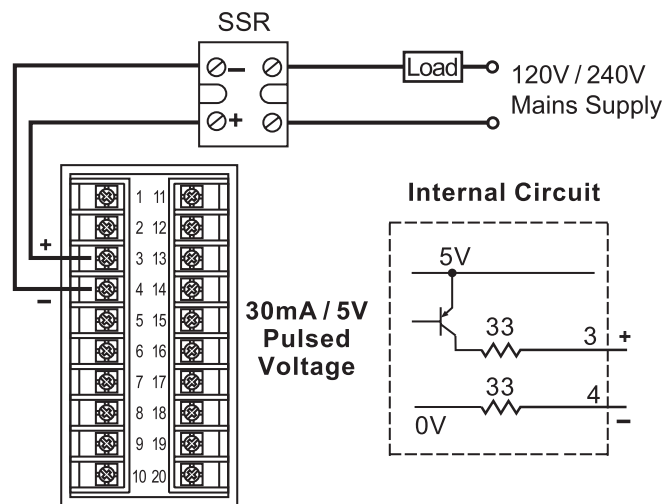 SSR
–
+
Load
120V / 240V
Mains Supply
+
–
1 11
2 12
3 13
4 14
5 15
6 16
7 17
8 18
9 19
10 20
30mA / 5V
Pulsed
Voltage
Internal Circuit
5V
33
3 +
33
4 –
0V